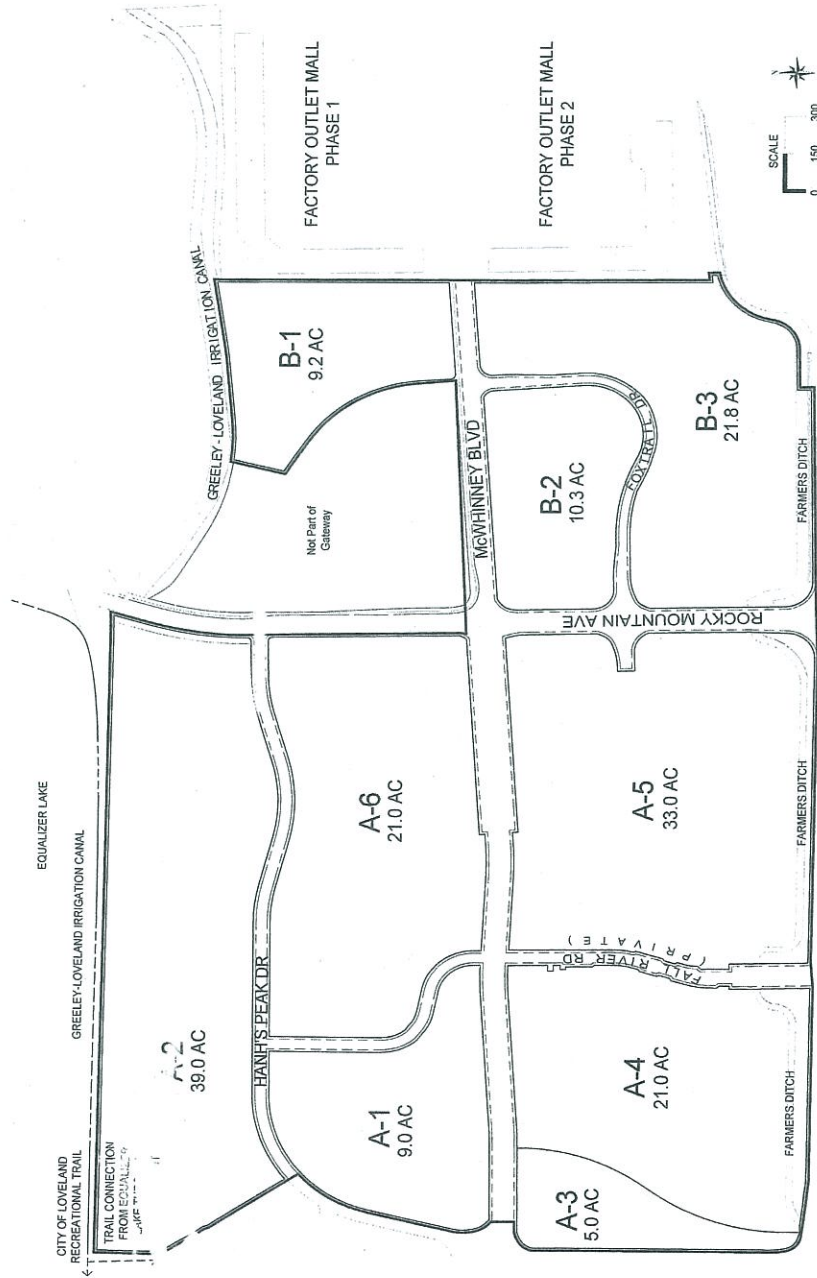 EQUALIZER LAKE
CITY OF LOVELAND
RECREATIONAL TRAIL
GREELEY-LOVELAND IRRIGATION CANAL
TRAIL CONNECTION
FROM
A-2
39.0 AC
HANH'S PEAK DR
GREELEY-LOVELAND IRRIGATION CANAL
FACTORY OUTLET MALL
PHASE 1
B-1
9.2 AC
Not Part of
Gateway
A-1
9.0 AC
A-6
21.0 AC
McWHINNEY BLVD
FACTORY OUTLET MALL
PHASE 2
B-2
10.3 AC
FOXTRAIL DR
A-3
5.0 AC
A-4
21.0 AC
FALL RIVER RD
(PRIVATE)
A-5
33.0 AC
ROCKY MOUNTAIN AVE
B-3
21.8 AC
FARMERS DITCH
FARMERS DITCH
FARMERS DITCH
SCALE
0 150 300